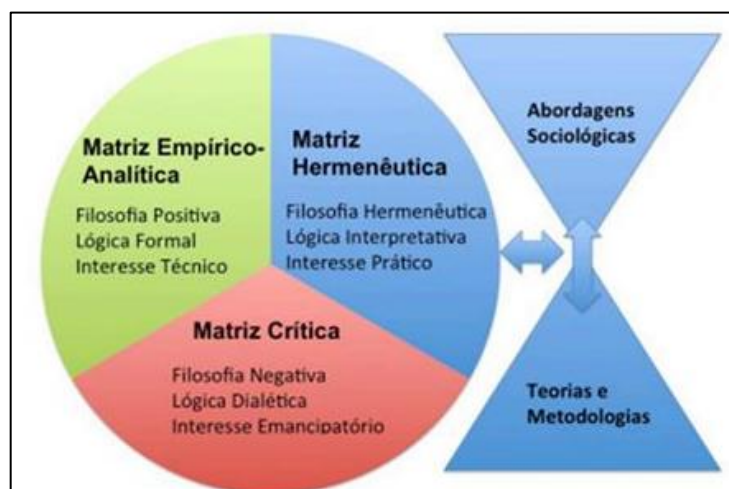 Matriz Empírico-
Analítica
Filosofia Positiva
Lógica Formal
Interesse Técnico
Matriz
Hermenêutica
Filosofia Hermenêutica
Lógica Interpretativa
Interesse Prático
Matriz Crítica
Filosofia Negativa
Lógica Dialética
Interesse Emancipatório
Abordagens
Sociológicas
Teorias e
Metodologias